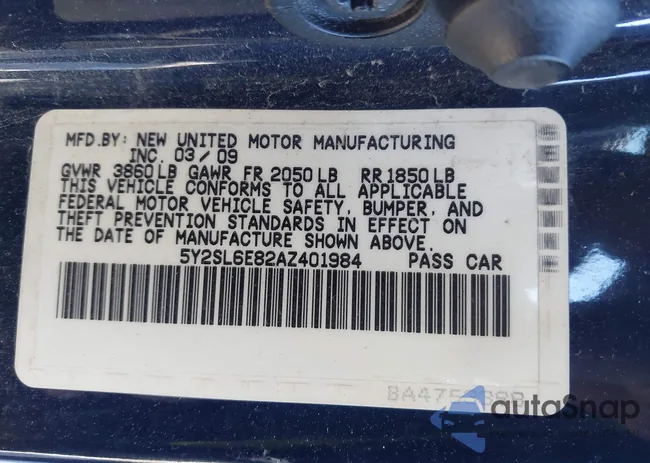 MFD.BY: NEW UNITED MOTOR MANUFACTURING
INC. 03/09
GVWR 3860LB GAWR FR 2050LB RR 1850LB
THIS VEHICLE CONFORMS TO ALL APPLICABLE
FEDERAL MOTOR VEHICLE SAFETY, BUMPER, AND
THEFT PREVENTION STANDARDS IN EFFECT ON
THE DATE OF MANUFACTURE SHOWN ABOVE.
5Y2SL6E82AZ401984 PASS CAR
autoSnap